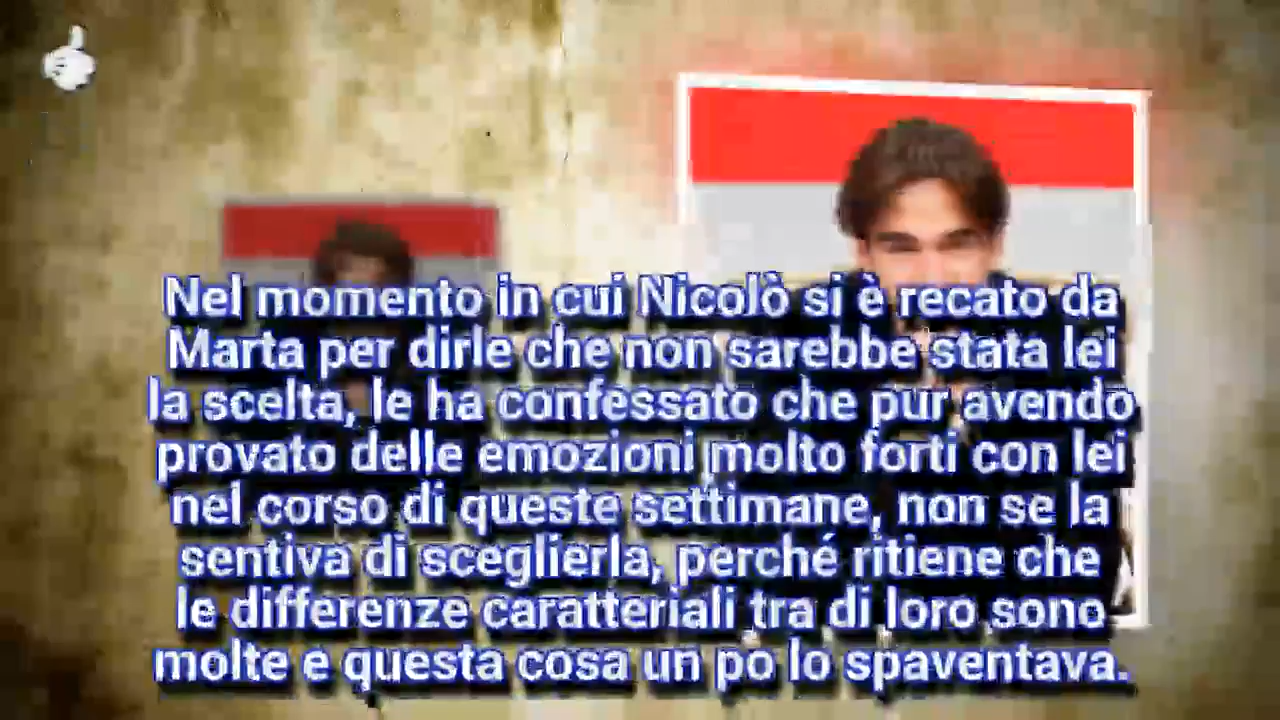 Nel momento in cui Nicolò si è recato da
Marta per dirle che non sarebbe stata lei
la scelta, le ha confessato che pur avendo
provato delle emozioni molto forti con lei
nel corso di queste settimane, non se la
sentiva di sceglierla, perché ritiene che
le differenze caratteriali tra di loro sono
molte e questa cosa un po lo spaventava.